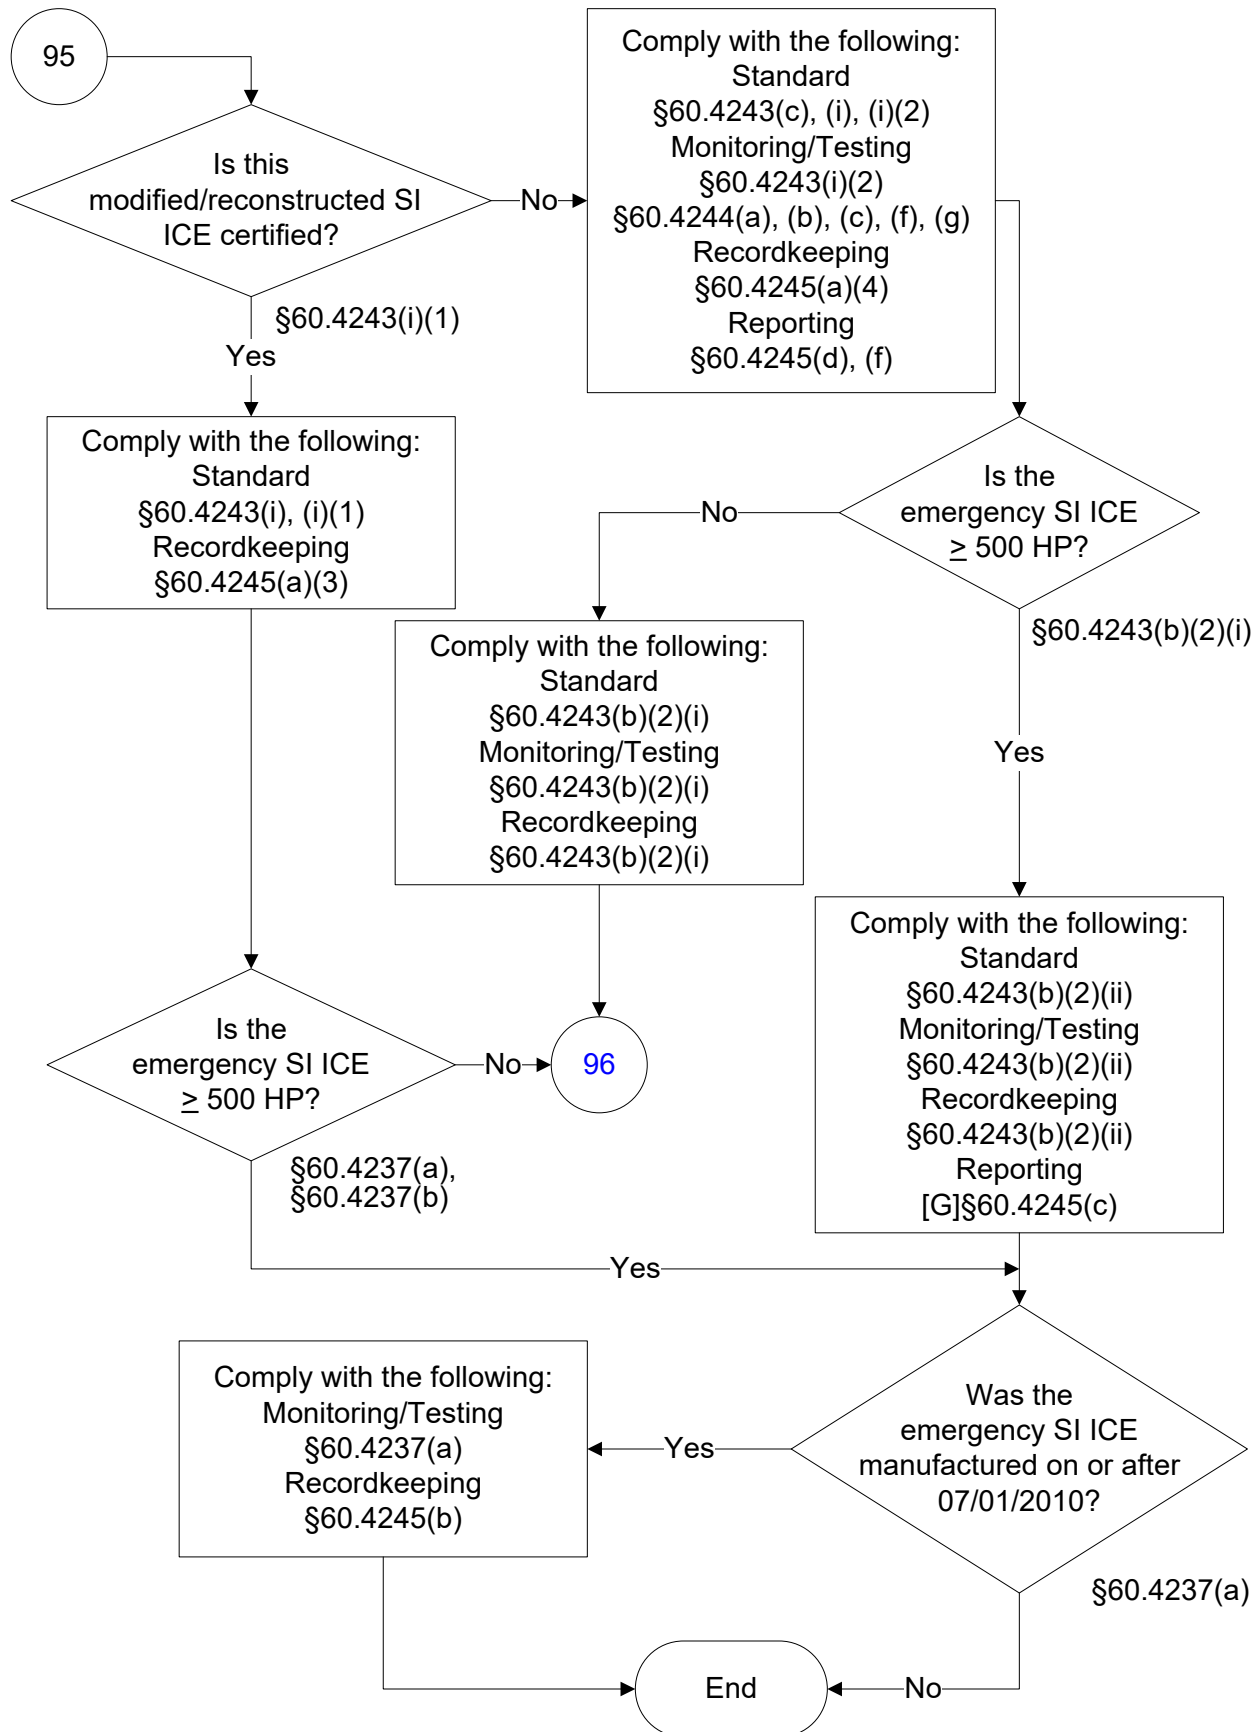 95
Is this
modified/reconstructed SI
ICE certified?
No
§60.4243(i)(1)
Yes
Comply with the following:
Standard
§60.4243(c), (i), (i)(2)
Monitoring/Testing
§60.4243(i)(2)
§60.4244(a), (b), (c), (f), (g)
Recordkeeping
§60.4245(a)(4)
Reporting
§60.4245(d), (f)
Comply with the following:
Standard
§60.4243(i), (i)(1)
Recordkeeping
§60.4245(a)(3)
Is the
emergency SI ICE
≥ 500 HP?
No
§60.4243(b)(2)(i)
Yes
Comply with the following:
Standard
§60.4243(b)(2)(i)
Monitoring/Testing
§60.4243(b)(2)(i)
Recordkeeping
§60.4243(b)(2)(i)
Comply with the following:
Standard
§60.4243(b)(2)(ii)
Monitoring/Testing
§60.4243(b)(2)(ii)
Recordkeeping
§60.4243(b)(2)(ii)
Reporting
[G]§60.4245(c)
Is the
emergency SI ICE
≥ 500 HP?
No
96
§60.4237(a),
§60.4237(b)
Yes
Was the
emergency SI ICE
manufactured on or after
07/01/2010?
Yes
§60.4237(a)
No
Comply with the following:
Monitoring/Testing
§60.4237(a)
Recordkeeping
§60.4245(b)
End